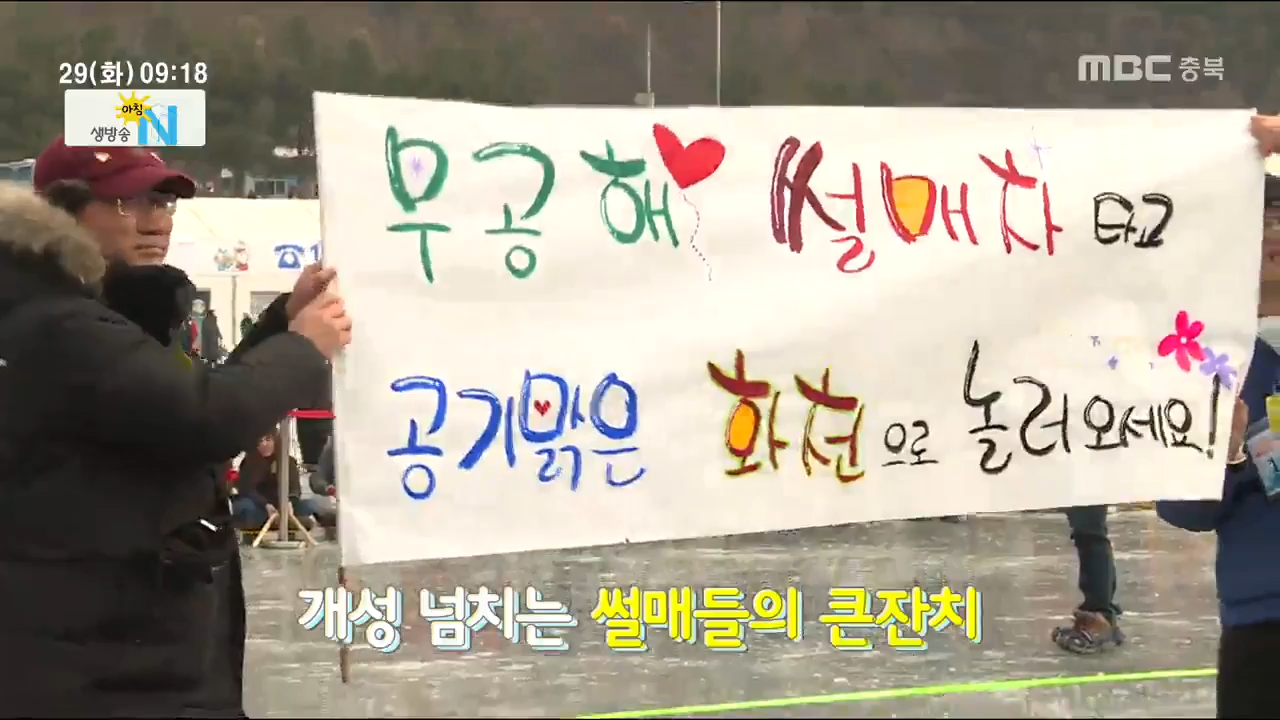 29(화) 09:18
MBC 충북
아침
생방송 N
무공해 썰매차 타고
공기맑은 화천으로 놀러오세요!
개성 넘치는 썰매들의 큰잔치